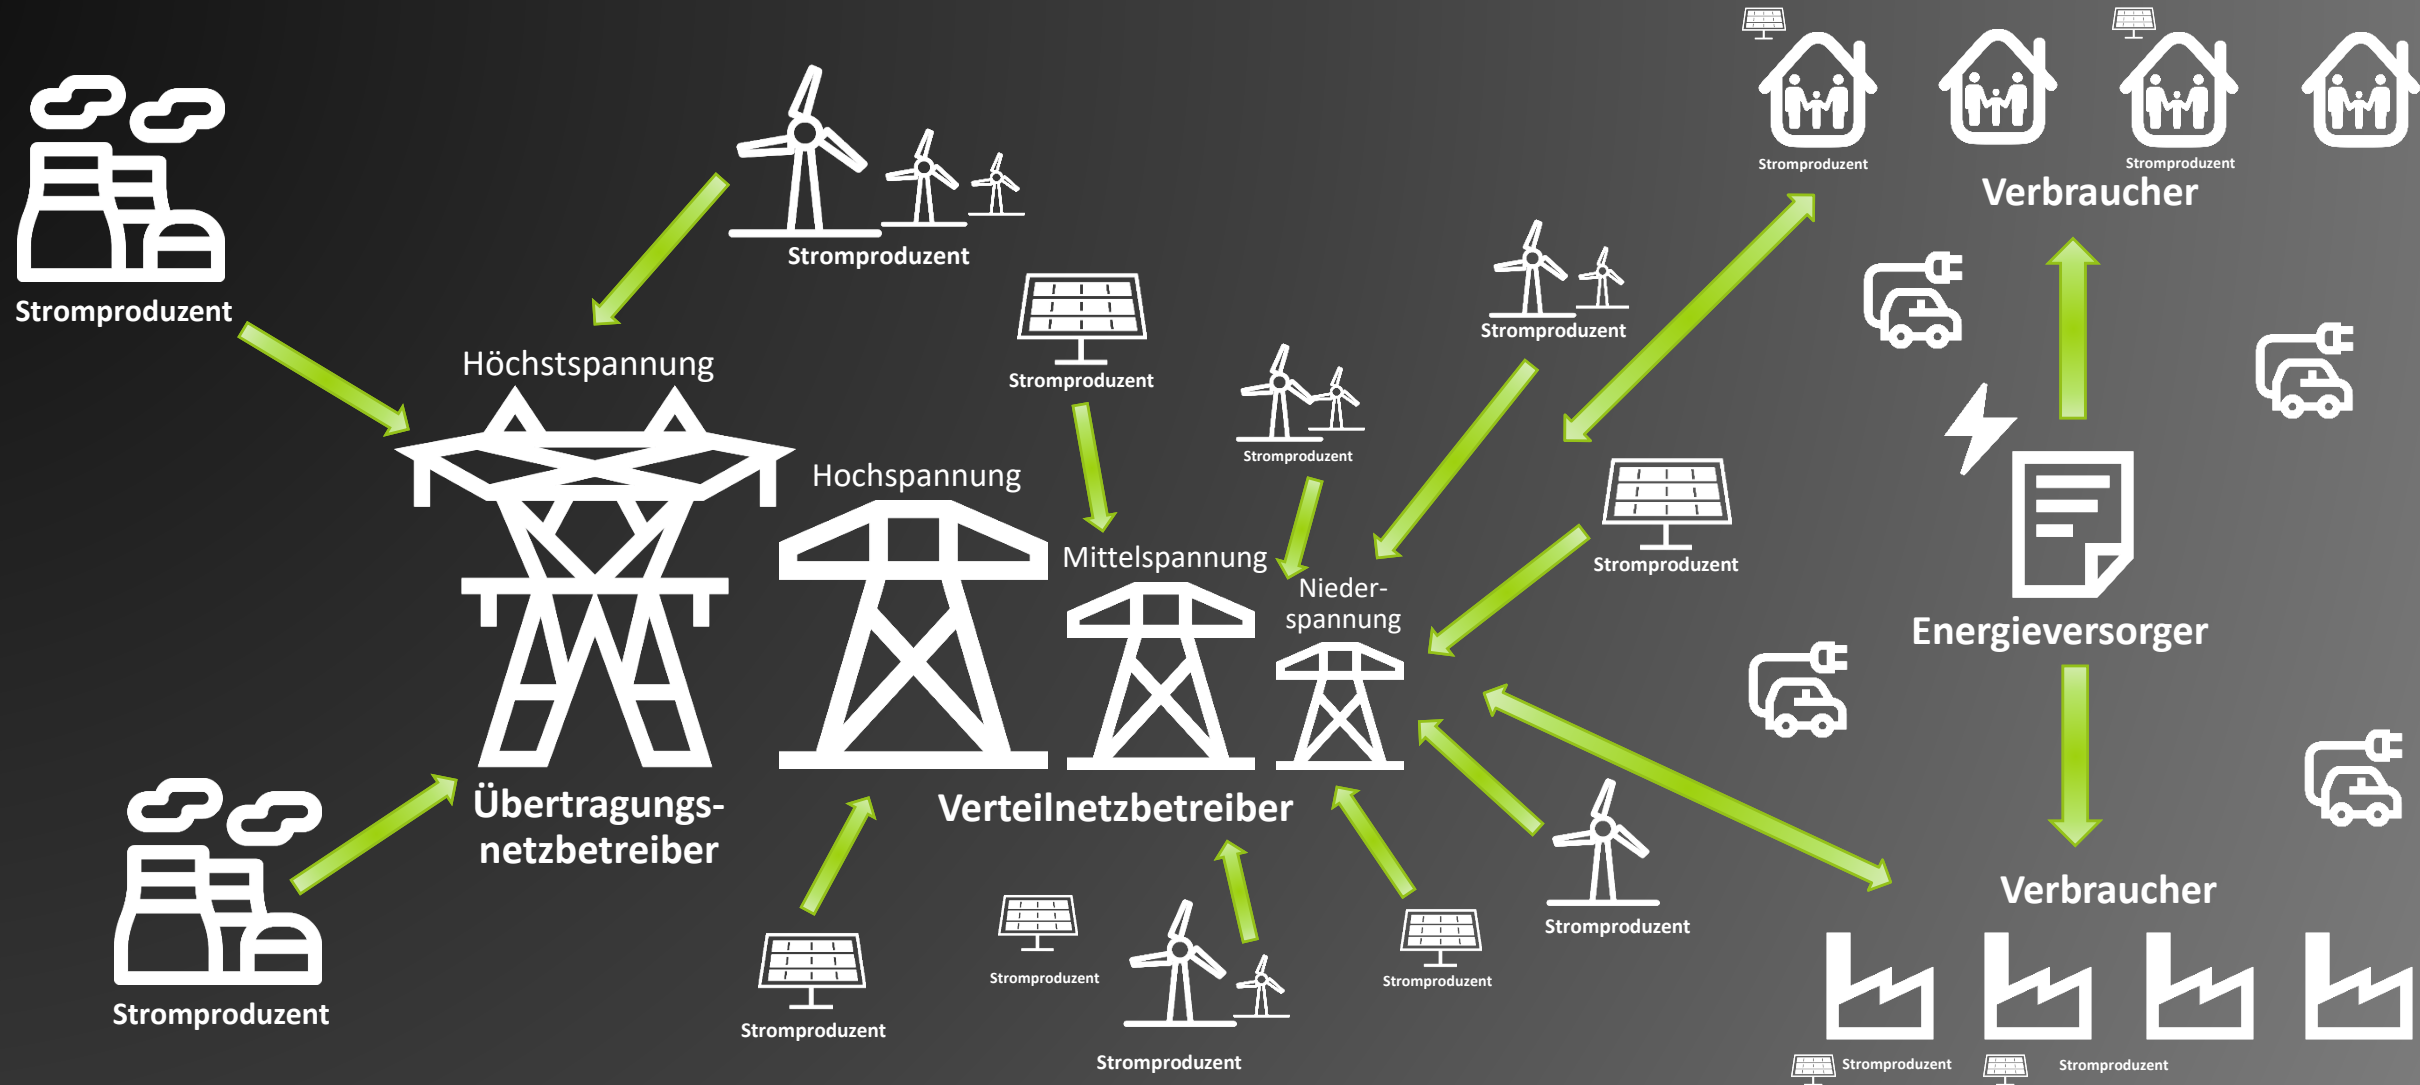 Stromproduzent
Stromproduzent
Verbraucher
Stromproduzent
Stromproduzent
Stromproduzent
Höchstspannung
Stromproduzent
Stromproduzent
Hochspannung
Stromproduzent
Mittelspannung
Nieder-
spannung
Stromproduzent
Energieversorger
Übertragungs-
netzbetreiber
Verteilnetzbetreiber
Verbraucher
Stromproduzent
Stromproduzent
Stromproduzent
Stromproduzent
Stromproduzent
Stromproduzent
Stromproduzent
Stromproduzent